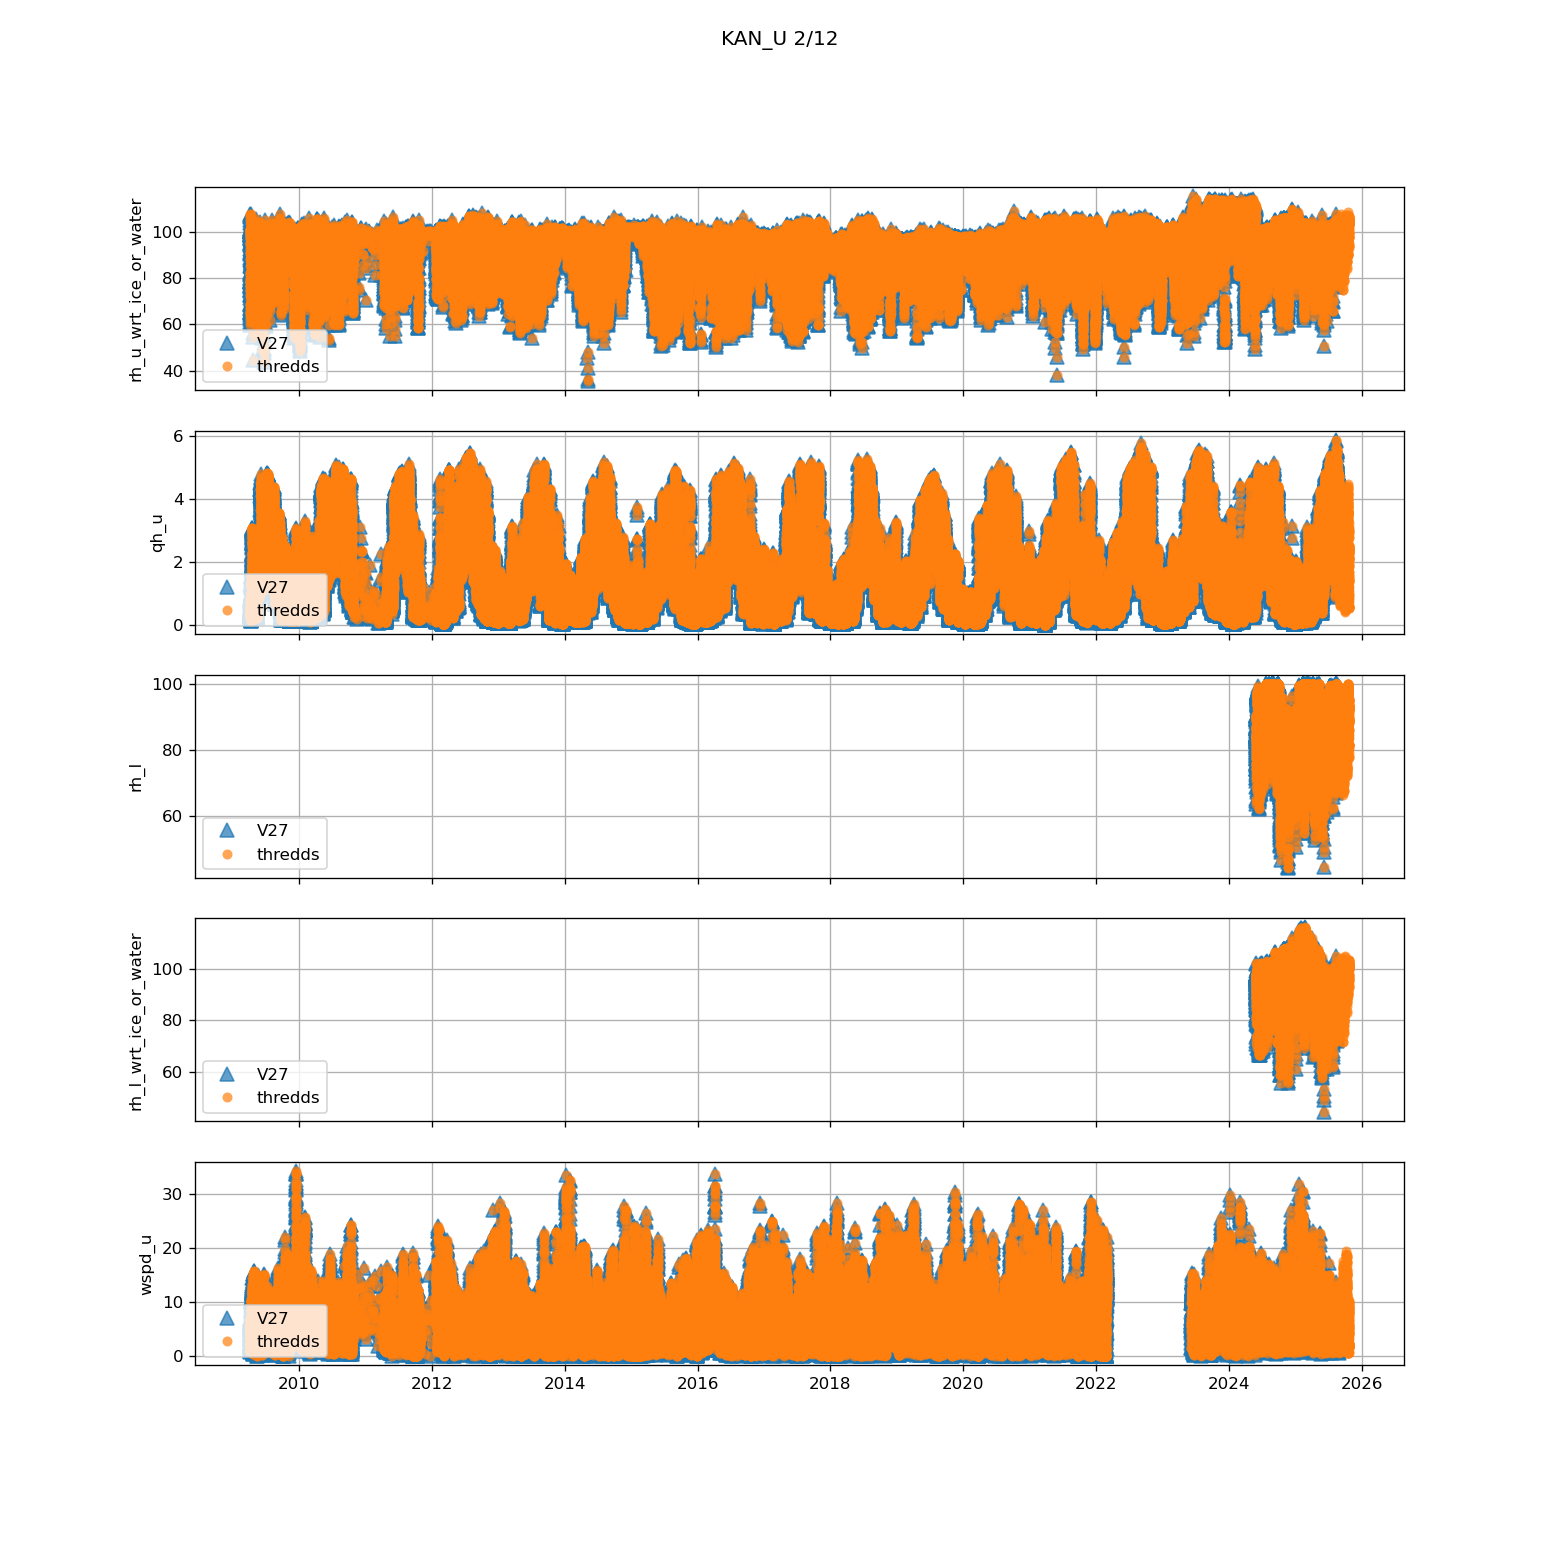 KAN_U 2/12
rh_u_wrt_ice_or_water
100
80
60
40
V27
thredds
qh_u
6
4
2
0
V27
thredds
rh_l
100
80
60
V27
thredds
rh_l_wrt_ice_or_water
100
80
60
V27
thredds
wspd_u
30
20
10
0
V27
thredds
2010 2012 2014 2016 2018 2020 2022 2024 2026